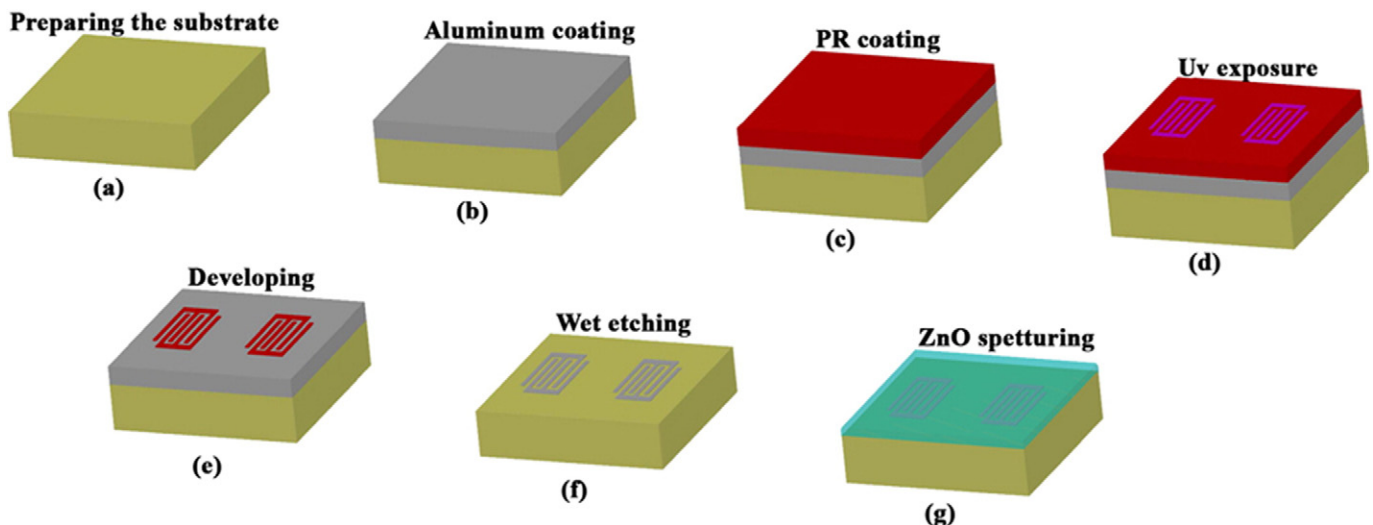 Preparing the substrate
(a)
Aluminum coating
(b)
PR coating
(c)
Uv exposure
(d)
Developing
(e)
Wet etching
(f)
ZnO spetturing
(g)